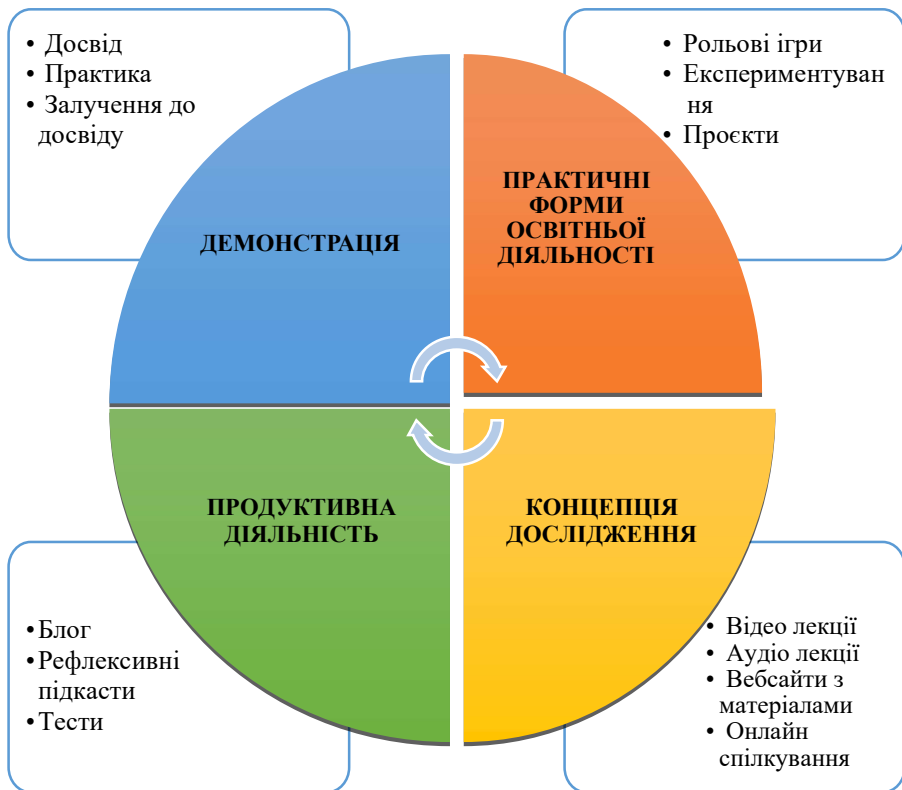 • Досвід
• Практика
• Залучення до
досвіду
• Рольові ігри
• Експериментуван
ня
• Проєкти
ДЕМОНСТРАЦІЯ
ПРАКТИЧНІ
ФОРМИ
ОСВІТНЬОЇ
ДІЯЛЬНОСТІ
ПРОДУКТИВНА
ДІЯЛЬНІСТЬ
КОНЦЕПЦІЯ
ДОСЛІДЖЕННЯ
• Блог
• Рефлексивні
підкасти
• Тести
• Відео лекції
• Аудіо лекції
• Вебсайти з
матеріалами
• Онлайн
спілкування